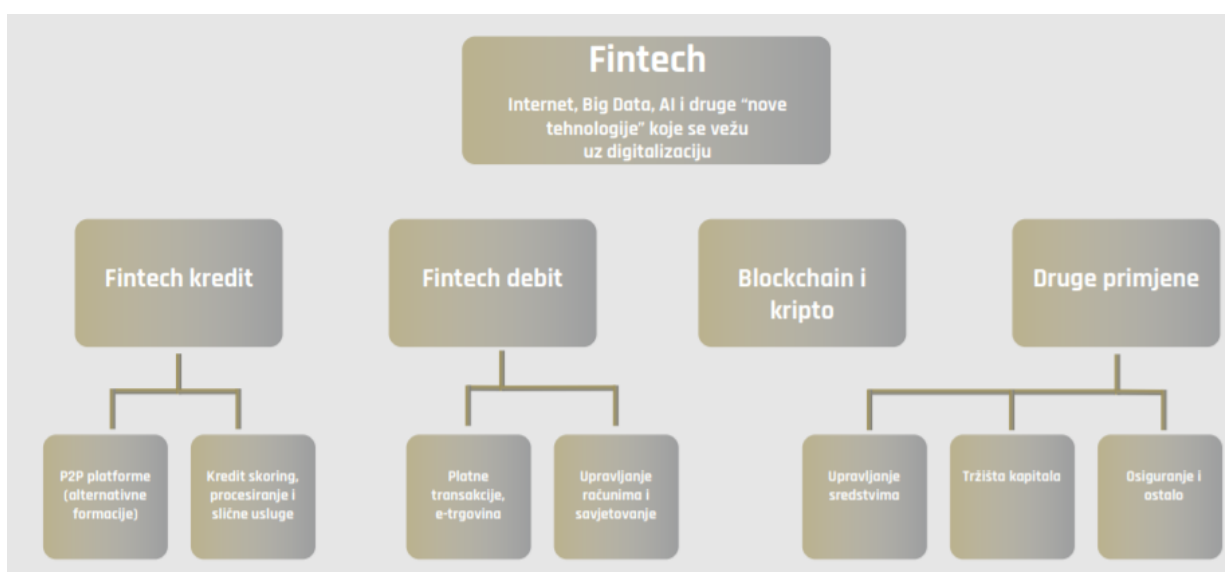 Fintech
Internet, Big Data, AI i druge “nove
tehnologije” koje se vežu
uz digitalizaciju
Fintech kredit
Fintech debit
Blockchain i
kripto
Druge primjene
P2P platforme
(alternativne
formacije)
Kredit skoring,
procesiranje i
slične usluge
Platne
transakcije,
e-trgovina
Upravljanje
računima i
savjetovanje
Upravljanje
sredstvima
Tržišta kapitala
Osiguranje i
ostalo